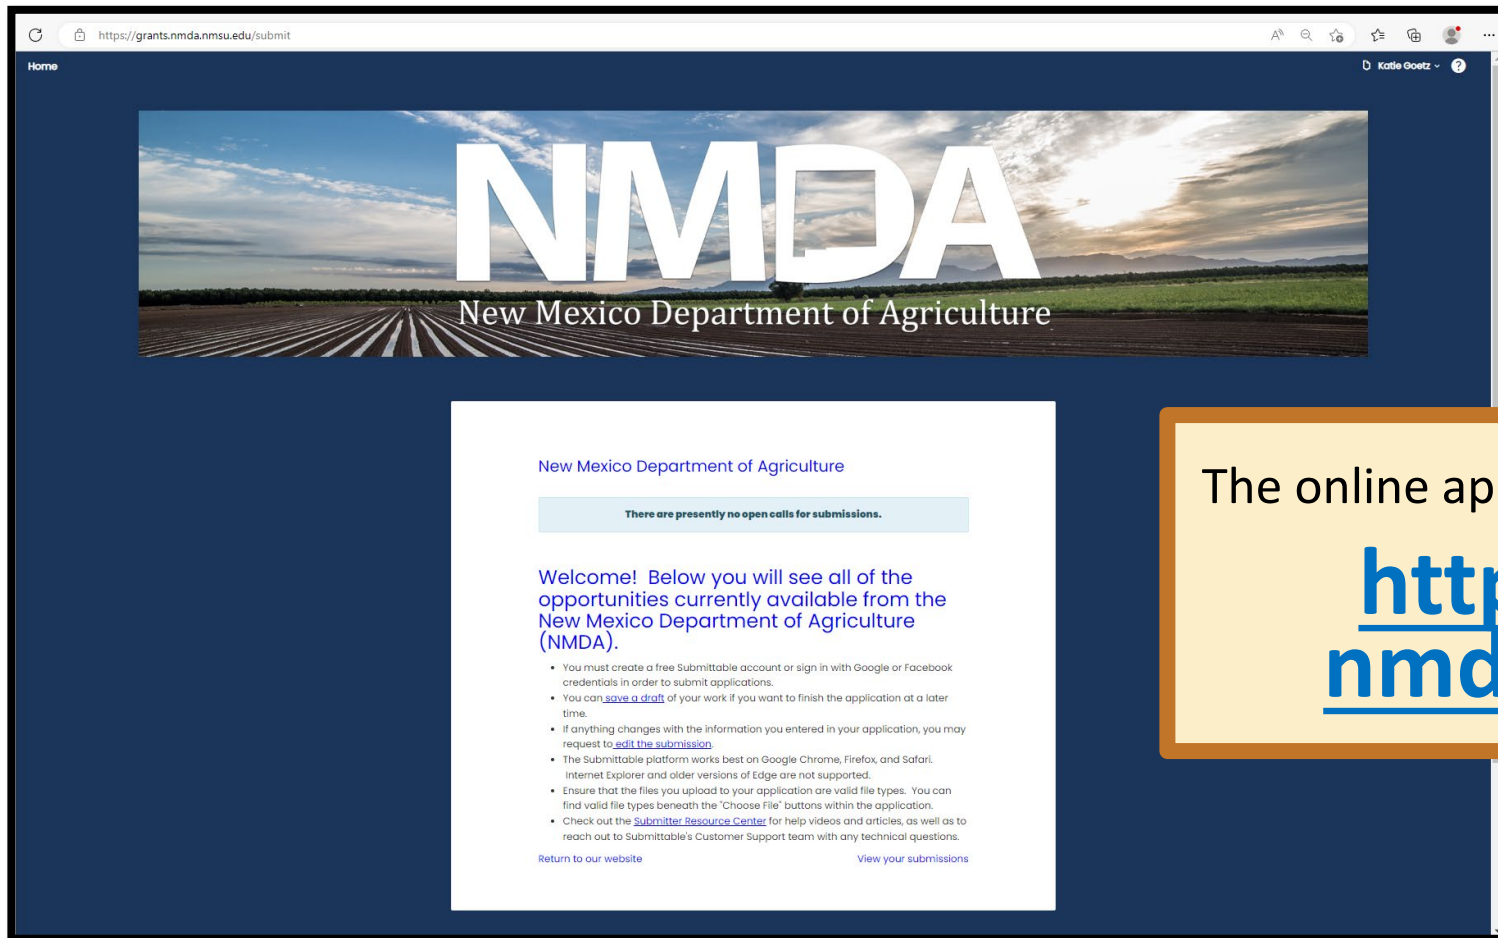 https://grants.nmda.nmsu.edu/submit
Home
Katie Goetz
?
NMDA
New Mexico Department of Agriculture
New Mexico Department of Agriculture
There are presently no open calls for submissions.
Welcome! Below you will see all of the
opportunities currently available from the
New Mexico Department of Agriculture
(NMDA).
• You must create a free Submittable account or sign in with Google or Facebook
credentials in order to submit applications.
• You can save a draft of your work if you want to finish the application at a later
time.
• If anything changes with the information you entered in your application, you may
request to edit the submission.
• The Submittable platform works best on Google Chrome, Firefox, and Safari.
Internet Explorer and older versions of Edge are not supported.
• Ensure that the files you upload to your application are valid file types. You can
find valid file types beneath the "Choose File" buttons within the application.
• Check out the Submitter Resource Center for help videos and articles, as well as to
reach out to Submittable's Customer Support team with any technical questions.
Return to our website
View your submissions
The online ap
http
nmd